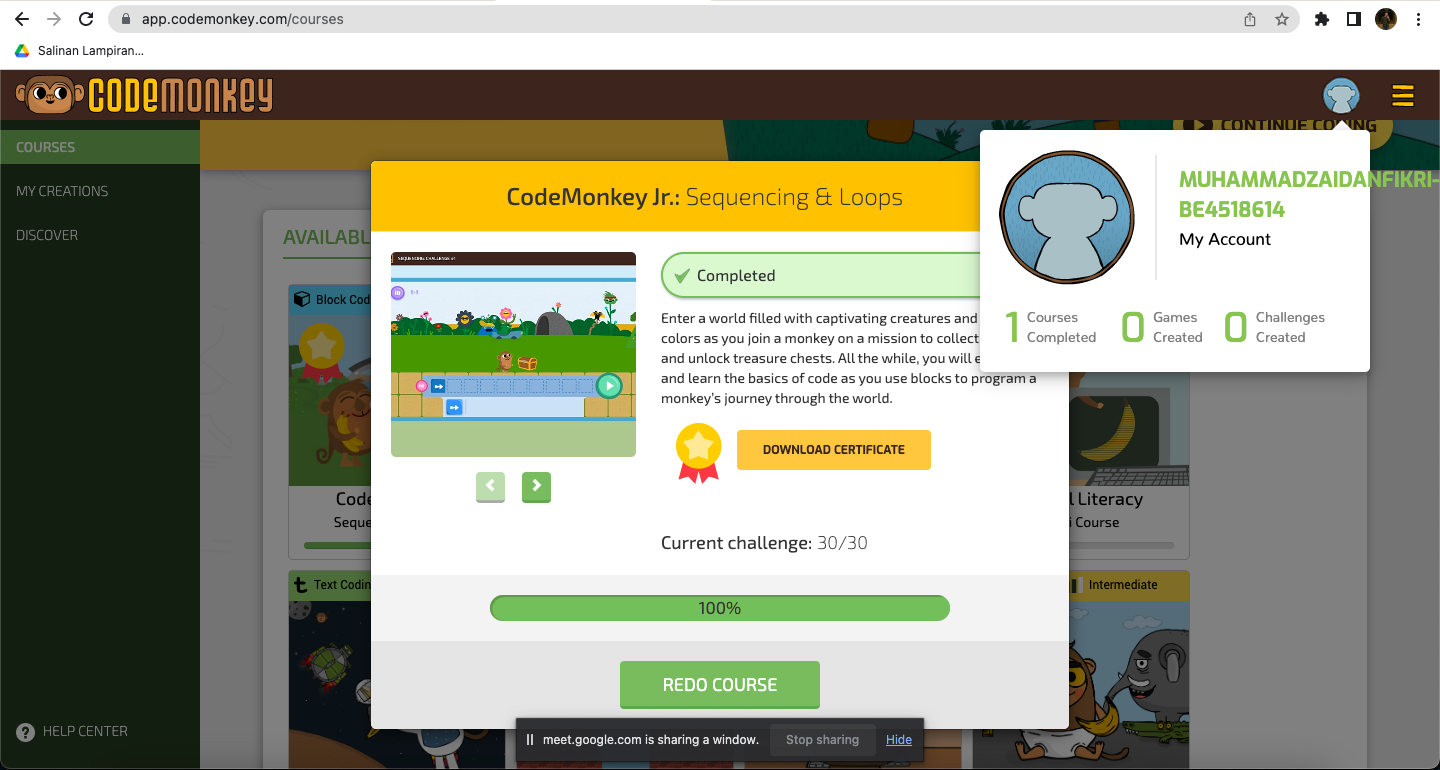 app.codemonkey.com/courses
Salinan Lampiran...
CODEMONKEY
COURSES
MY CREATIONS
DISCOVER
HELP CENTER
CONTINUE CODING
AVAILABL
Block Cod
Code
Seque
Text Codin
CodeMonkey Jr.: Sequencing & Loops
SEQUENCING CHALLENGE #1
Completed
Enter a world filled with captivating creatures and
colors as you join a monkey on a mission to collect
and unlock treasure chests. All the while, you will e
and learn the basics of code as you use blocks to program a
monkey's journey through the world.
DOWNLOAD CERTIFICATE
Current challenge: 30/30
100%
REDO COURSE
MUHAMMADZAIDANFIKRI-
BE4518614
My Account
1 Courses
Completed
0 Games
Created
0 Challenges
Created
l Literacy
i Course
Intermediate
meet.google.com is sharing a window.
Stop sharing
Hide